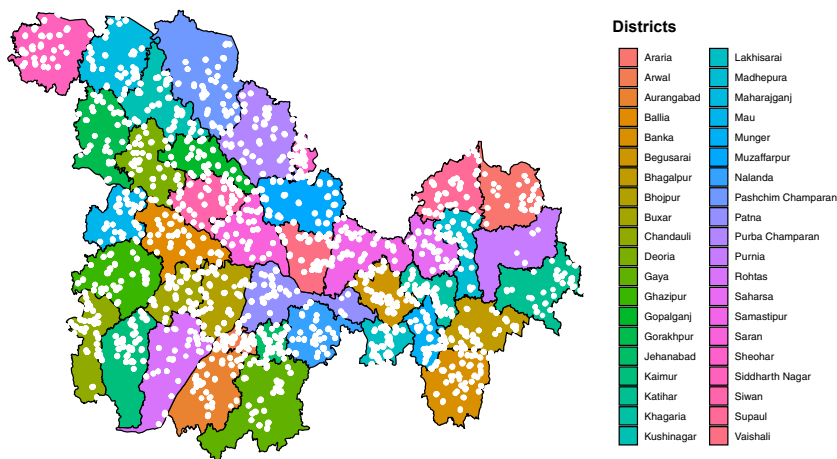 Districts
Araria
Arwal
Aurangabad
Ballia
Banka
Begusarai
Bhagalpur
Bhojpur
Buxar
Chandauli
Deoria
Gaya
Ghazipur
Gopalganj
Gorakhpur
Jehanabad
Kaimur
Katihar
Khagaria
Kushinagar
Lakhisarai
Madhepura
Maharajganj
Mau
Munger
Muzaffarpur
Nalanda
Pashchim Champaran
Patna
Purba Champaran
Purnia
Rohtas
Saharsa
Samastipur
Saran
Sheohar
Siddharth Nagar
Siwan
Supaul
Vaishali